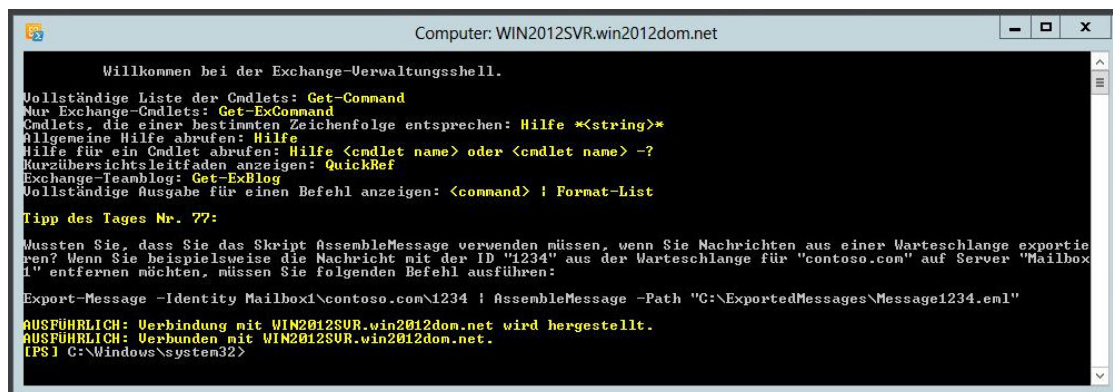 Computer: WIN2012SVR.win2012dom.net
Willkommen bei der Exchange-Verwaltungsshell.
Vollständige Liste der Cmdlets: Get-Command
Nur Exchange-Cmdlets: Get-ExCommand
Cmdlets, die einer bestimmten Zeichenfolge entsprechen: Hilfe *<string>*
Allgemeine Hilfe abrufen: Hilfe
Hilfe für ein Cmdlet abrufen: Hilfe <cmdlet name> oder <cmdlet name> -?
Kurzübersichtsleitfaden anzeigen: QuickRef
Exchange-Teamblog: Get-ExBlog
Vollständige Ausgabe für einen Befehl anzeigen: <command> | Format-List
Tipp des Tages Nr. 77:
Wussten Sie, dass Sie das Skript AssembleMessage verwenden müssen, wenn Sie Nachrichten aus einer Warteschlange exportie
ren? Wenn Sie beispielsweise die Nachricht mit der ID "1234" aus der Warteschlange für "contoso.com" auf Server "Mailbox
1" entfernen möchten, müssen Sie folgenden Befehl ausführen:
Export-Message -Identity Mailbox1\contoso.com\1234 | AssembleMessage -Path "C:\ExportedMessages\Message1234.eml"
AUSFÜHRLICH: Verbindung mit WIN2012SVR.win2012dom.net wird hergestellt.
AUSFÜHRLICH: Verbunden mit WIN2012SVR.win2012dom.net.
[PS] C:\Windows\system32>